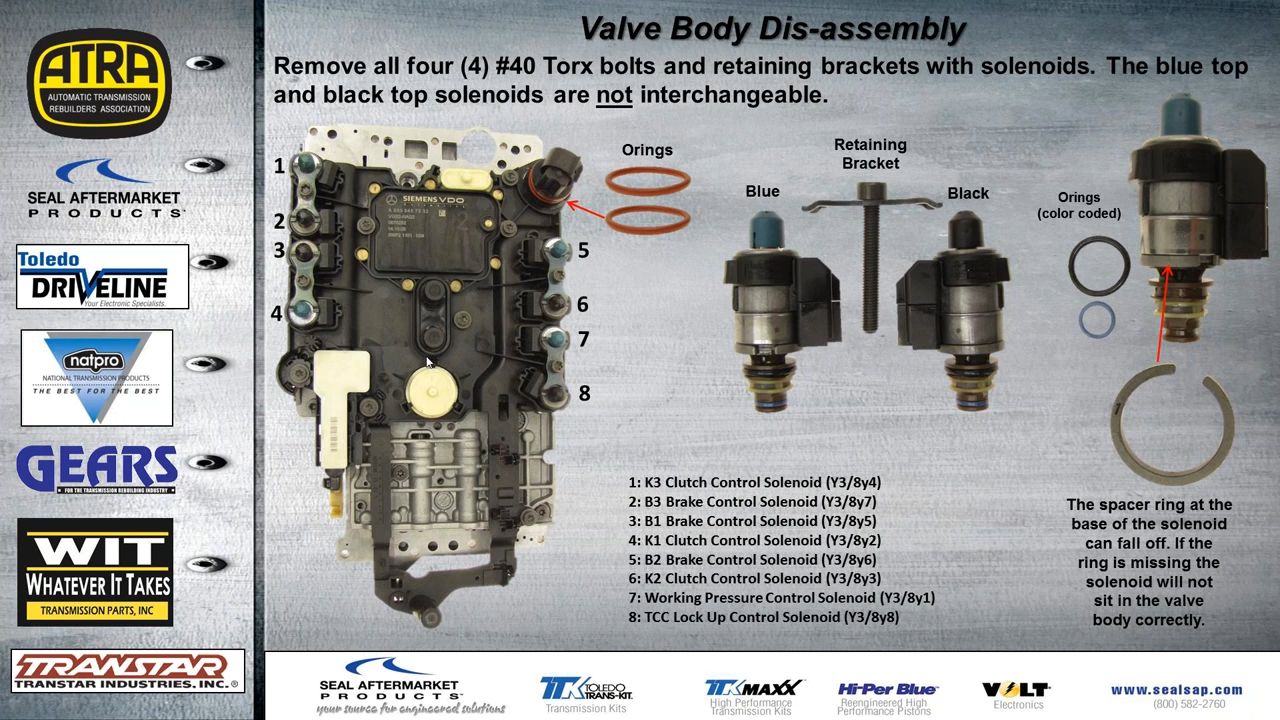 Valve Body Dis-assembly
Remove all four (4) #40 Torx bolts and retaining brackets with solenoids. The blue top
and black top solenoids are not interchangeable.
ATRA
AUTOMATIC TRANSMISSION
REBUILDERS ASSOCIATION
SEAL AFTERMARKET
PRODUCTS
Toledo
DRIVELINE
Your Electronic Specialists.
natpro
NATIONAL TRANSMISSION PRODUCTS
THE BEST FOR THE BEST
GEARS
FOR THE TRANSMISSION REBUILDING INDUSTRY
WIT
WHATEVER IT TAKES
TRANSMISSION PARTS, INC
TRANSTAR
TRANSTAR INDUSTRIES, INC.®
1
2
3
4
5
6
7
8
SIEMENS VDO
2
Orings
Retaining
Bracket
Blue
Black
Orings
(color coded)
1: K3 Clutch Control Solenoid (Y3/8y4)
2: B3 Brake Control Solenoid (Y3/8y7)
3: B1 Brake Control Solenoid (Y3/8y5)
4: K1 Clutch Control Solenoid (Y3/8y2)
5: B2 Brake Control Solenoid (Y3/8y6)
6: K2 Clutch Control Solenoid (Y3/8y3)
7: Working Pressure Control Solenoid (Y3/8y1)
8: TCC Lock Up Control Solenoid (Y3/8y8)
The spacer ring at the
base of the solenoid
can fall off. If the
ring is missing the
solenoid will not
sit in the valve
body correctly.
SEAL AFTERMARKET
PRODUCTS
your source for engineered solutions
TTK TOLEDO
TRANS-KIT.
Transmission Kits
TTK MAXX
High Performance
Transmission Kits
Hi-Per Blue
Reengineered High
Performance Pistons
VOLT
Electronics
www.sealsap.com
(800) 582-2760